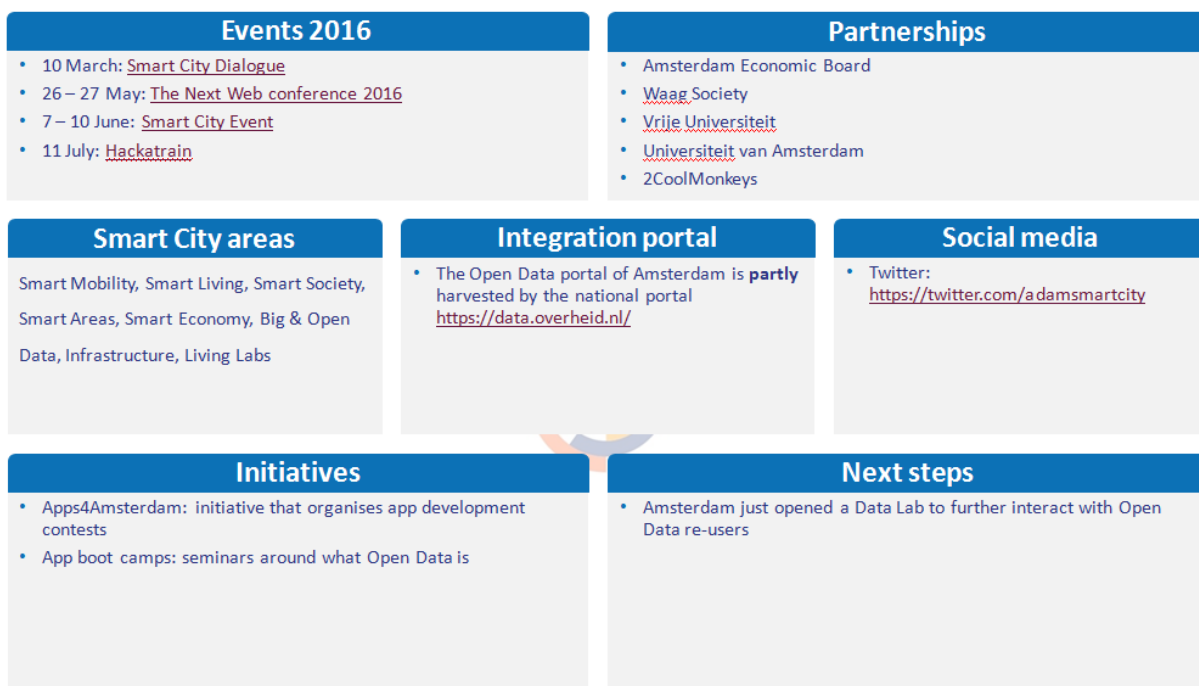 Events 2016
• 10 March: Smart City Dialogue
• 26 – 27 May: The Next Web conference 2016
• 7 – 10 June: Smart City Event
• 11 July: Hackatrain
Partnerships
• Amsterdam Economic Board
• Waag Society
• Vrije Universiteit
• Universiteit van Amsterdam
• 2CoolMonkeys
Smart City areas
Smart Mobility, Smart Living, Smart Society,
Smart Areas, Smart Economy, Big & Open
Data, Infrastructure, Living Labs
Integration portal
• The Open Data portal of Amsterdam is partly
harvested by the national portal
https://data.overheid.nl/
Social media
• Twitter:
https://twitter.com/adamsmartcity
Initiatives
• Apps4Amsterdam: initiative that organises app development
contests
• App boot camps: seminars around what Open Data is
Next steps
• Amsterdam just opened a Data Lab to further interact with Open
Data re-users